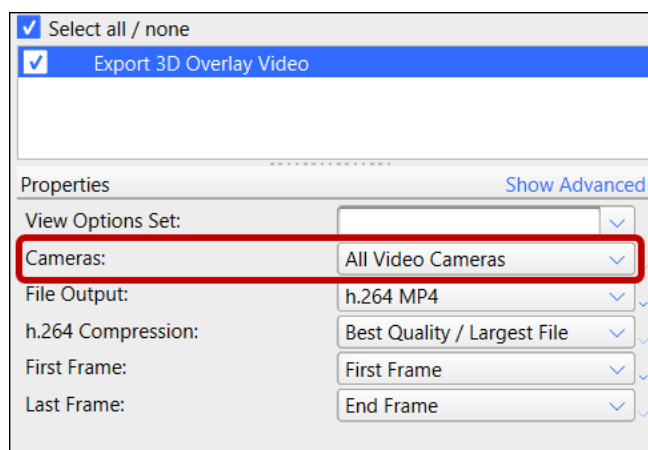 Select all / none
Export 3D Overlay Video
Properties Show Advanced
View Options Set:
Cameras: All Video Cameras
File Output: h.264 MP4
h.264 Compression: Best Quality / Largest File
First Frame: First Frame
Last Frame: End Frame